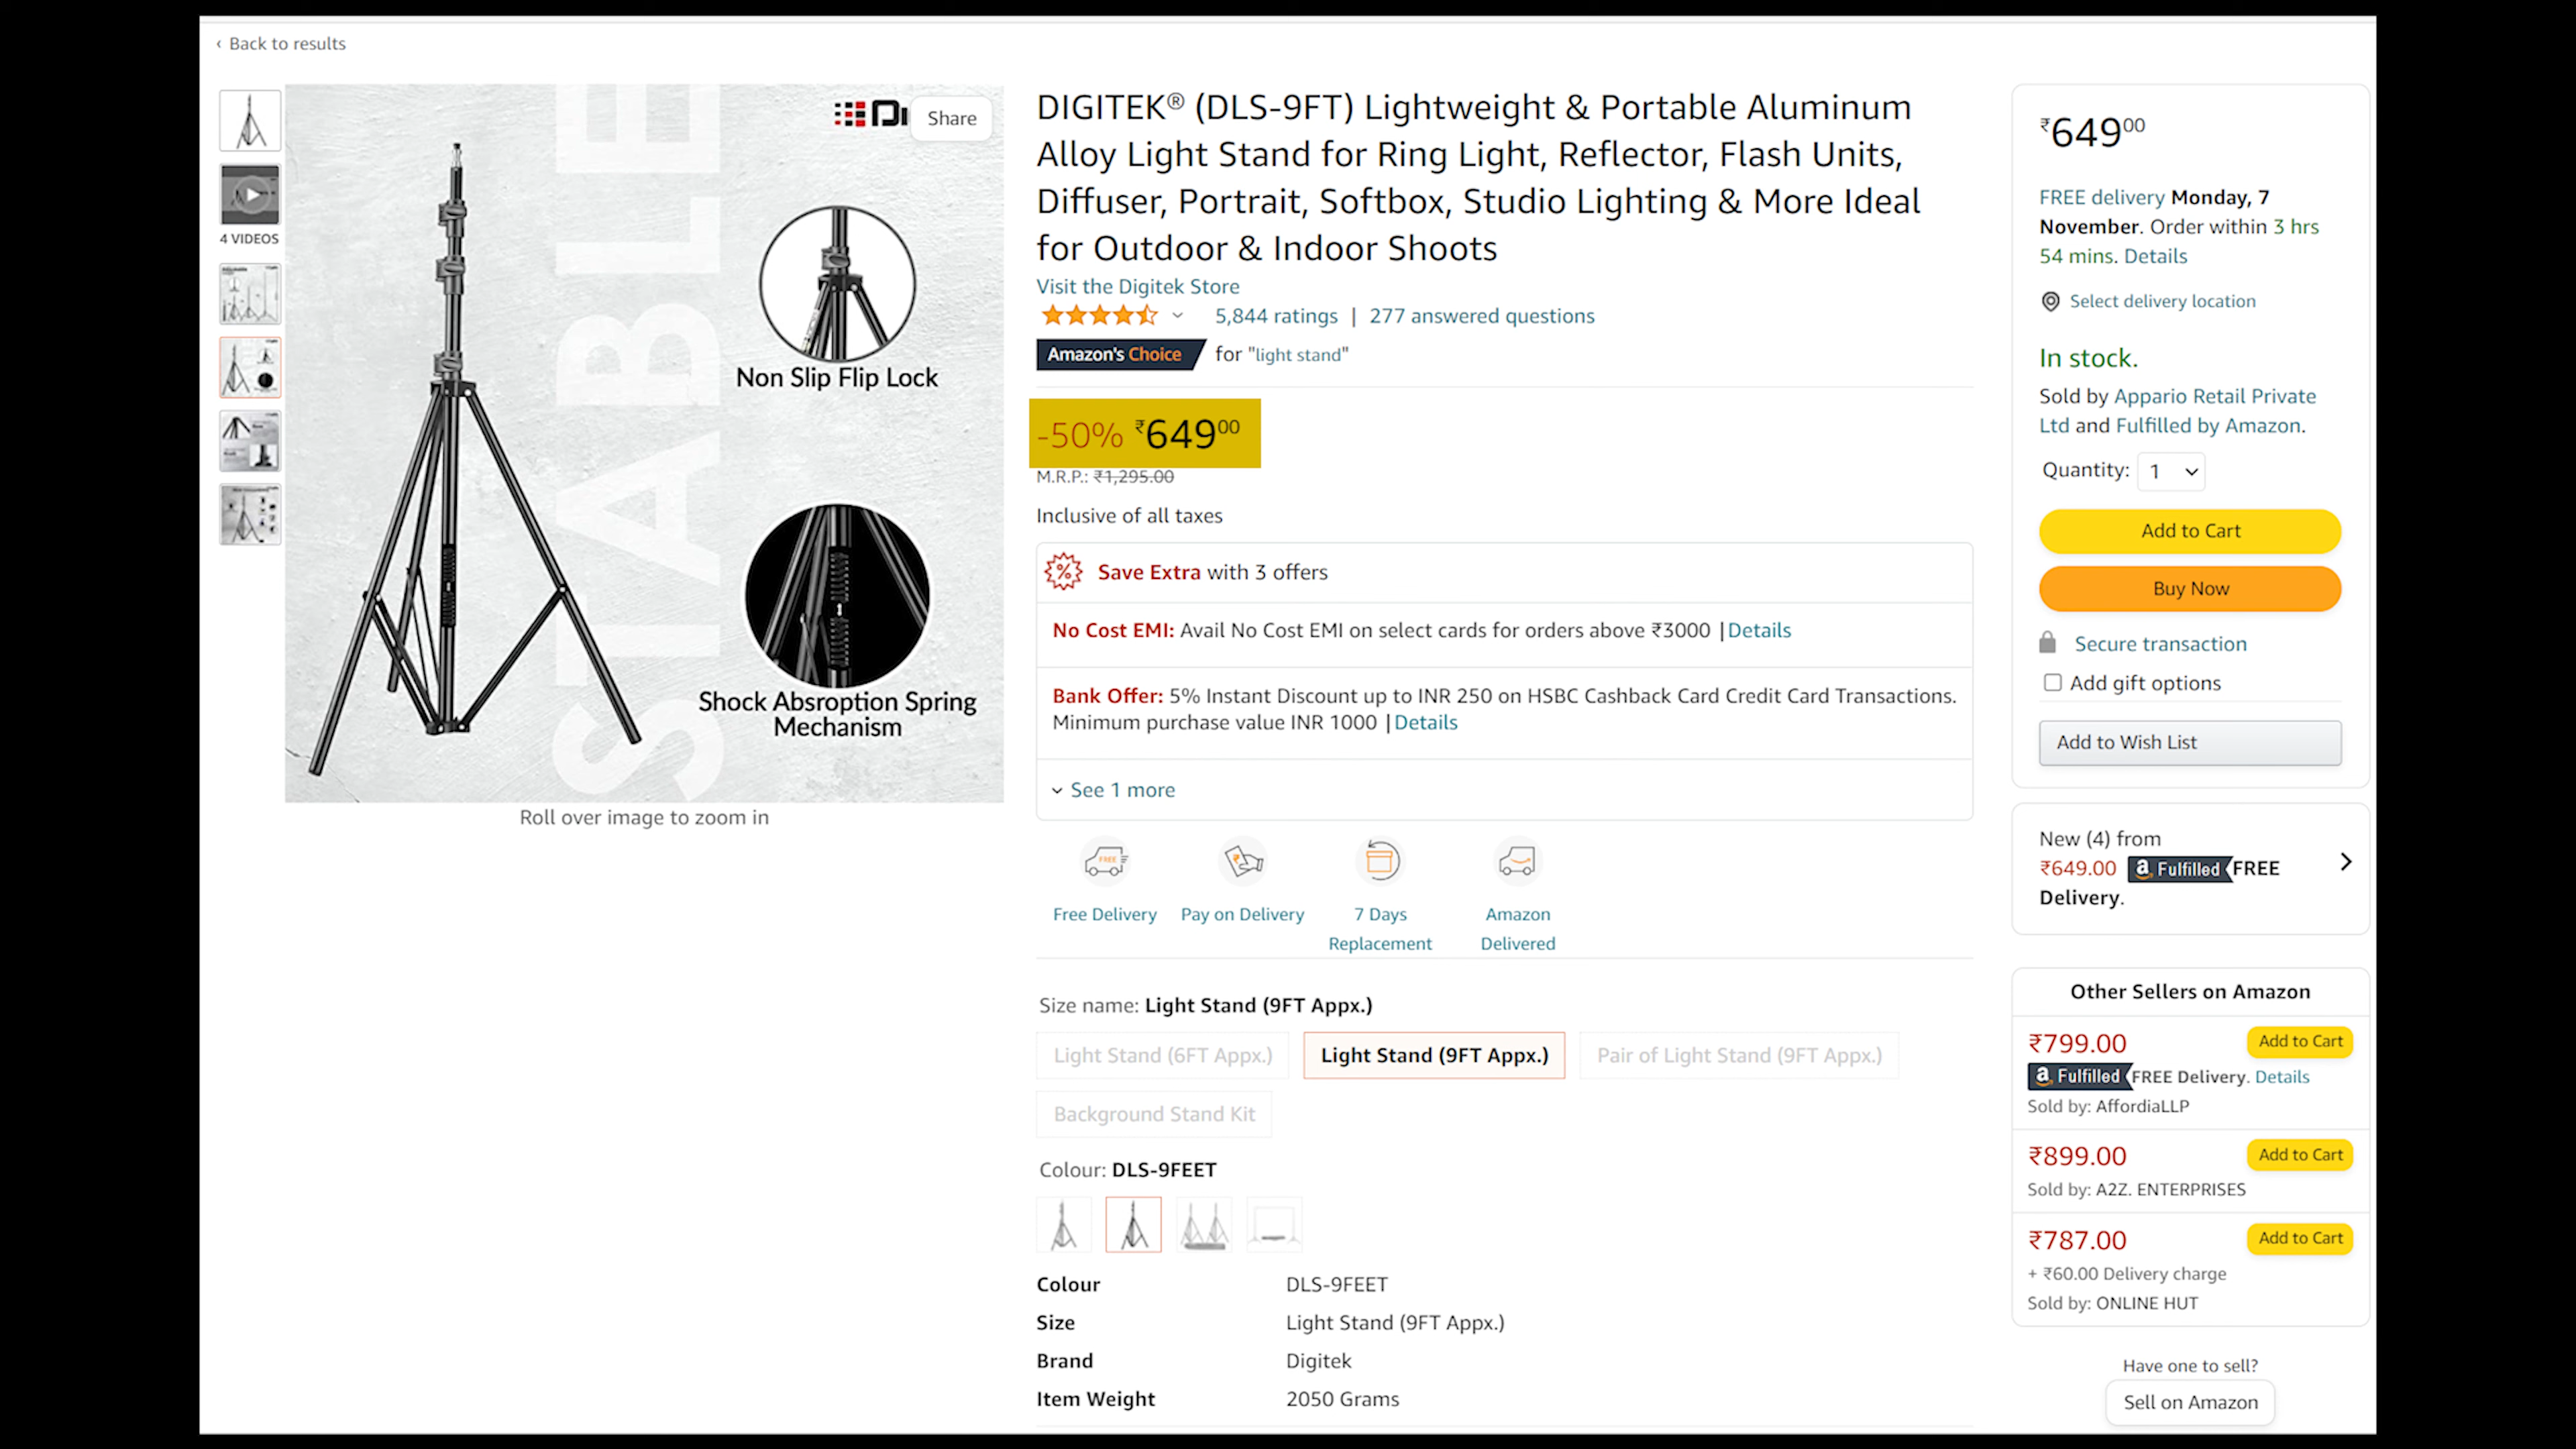 ‹ Back to results
4 VIDEOS
Share
STABLE
Non Slip Flip Lock
Shock Absroption Spring
Mechanism
Roll over image to zoom in
DIGITEK® (DLS-9FT) Lightweight & Portable Aluminum
Alloy Light Stand for Ring Light, Reflector, Flash Units,
Diffuser, Portrait, Softbox, Studio Lighting & More Ideal
for Outdoor & Indoor Shoots
Visit the Digitek Store
5,844 ratings | 277 answered questions
Amazon's Choice for "light stand"
-50% ₹649⁰⁰
M.R.P.: ₹1,295.00
Inclusive of all taxes
Save Extra with 3 offers
No Cost EMI: Avail No Cost EMI on select cards for orders above ₹3000 |Details
Bank Offer: 5% Instant Discount up to INR 250 on HSBC Cashback Card Credit Card Transactions.
Minimum purchase value INR 1000 |Details
See 1 more
FREE
Free Delivery
Pay on Delivery
7 Days
Replacement
Amazon
Delivered
Size name: Light Stand (9FT Appx.)
Light Stand (6FT Appx.)
Light Stand (9FT Appx.)
Pair of Light Stand (9FT Appx.)
Background Stand Kit
Colour: DLS-9FEET
Colour DLS-9FEET
Size Light Stand (9FT Appx.)
Brand Digitek
Item Weight 2050 Grams
₹649⁰⁰
FREE delivery Monday, 7
November. Order within 3 hrs
54 mins. Details
Select delivery location
In stock.
Sold by Appario Retail Private
Ltd and Fulfilled by Amazon.
Quantity: 1
Add to Cart
Buy Now
Secure transaction
Add gift options
Add to Wish List
New (4) from
₹649.00 a Fulfilled FREE
Delivery.
Other Sellers on Amazon
₹799.00 Add to Cart
a Fulfilled FREE Delivery. Details
Sold by: AffordiaLLP
₹899.00 Add to Cart
Sold by: A2Z. ENTERPRISES
₹787.00 Add to Cart
+ ₹60.00 Delivery charge
Sold by: ONLINE HUT
Have one to sell?
Sell on Amazon